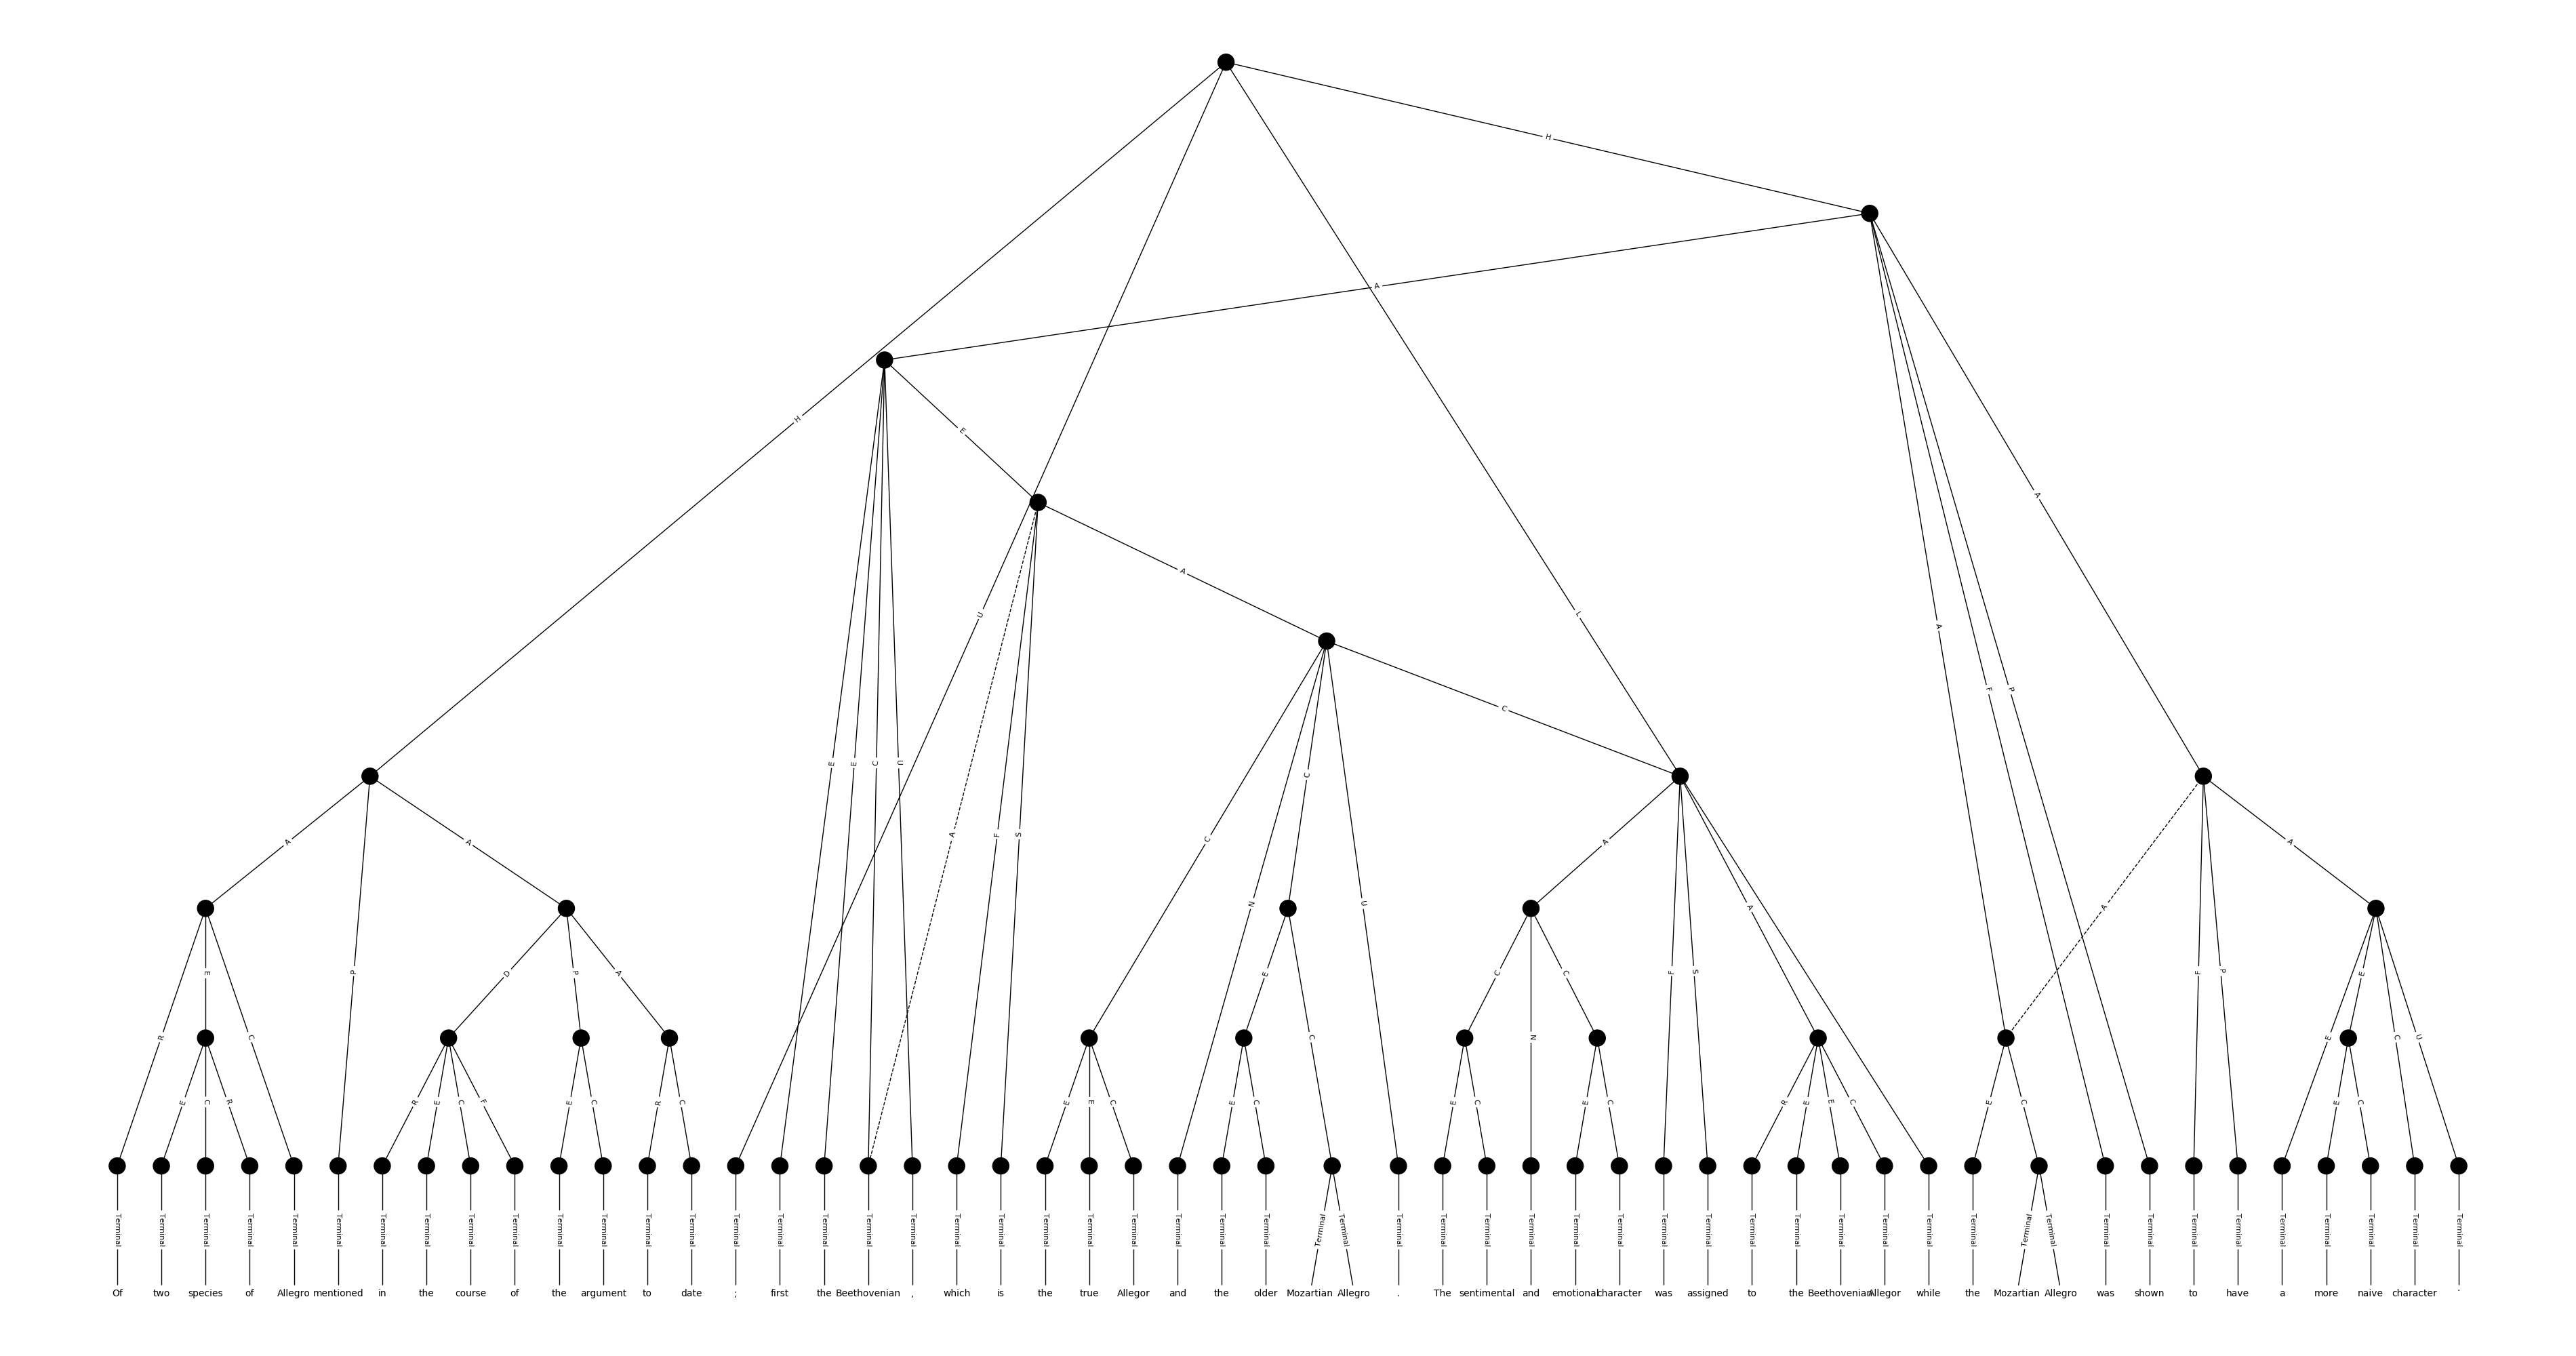 H
A
H
E
A
U
L
A
C
A
F
P
E E C U
A
F
S
C
C
N
U
A
A
A
A
A
A
R
E
C
P
D
P
A
C
E
C
N
C
F
S
F
P
E
E
C
U
E
C
R
R
E
C
F
E
C
R
C
E
E
C
E
C
E
C
E
C
R
E
E
C
E
C
E
C
Terminal Terminal Terminal Terminal Terminal Terminal Terminal Terminal Terminal Terminal Terminal Terminal Terminal Terminal Terminal Terminal Terminal Terminal Terminal Terminal Terminal Terminal Terminal Terminal Terminal Terminal Terminal Terminal Terminal Terminal Terminal Terminal Terminal Terminal Terminal Terminal Terminal Terminal Terminal Terminal Terminal Terminal Terminal Terminal Terminal Terminal Terminal Terminal Terminal Terminal Terminal Terminal Terminal Terminal
Of two species of Allegro mentioned in the course of the argument to date ; first the Beethovenian , which is the true Allegor and the older Mozartian Allegro . The sentimental and emotional character was assigned to the Beethovenian Allegor while the Mozartian Allegro was shown to have a more naive character .